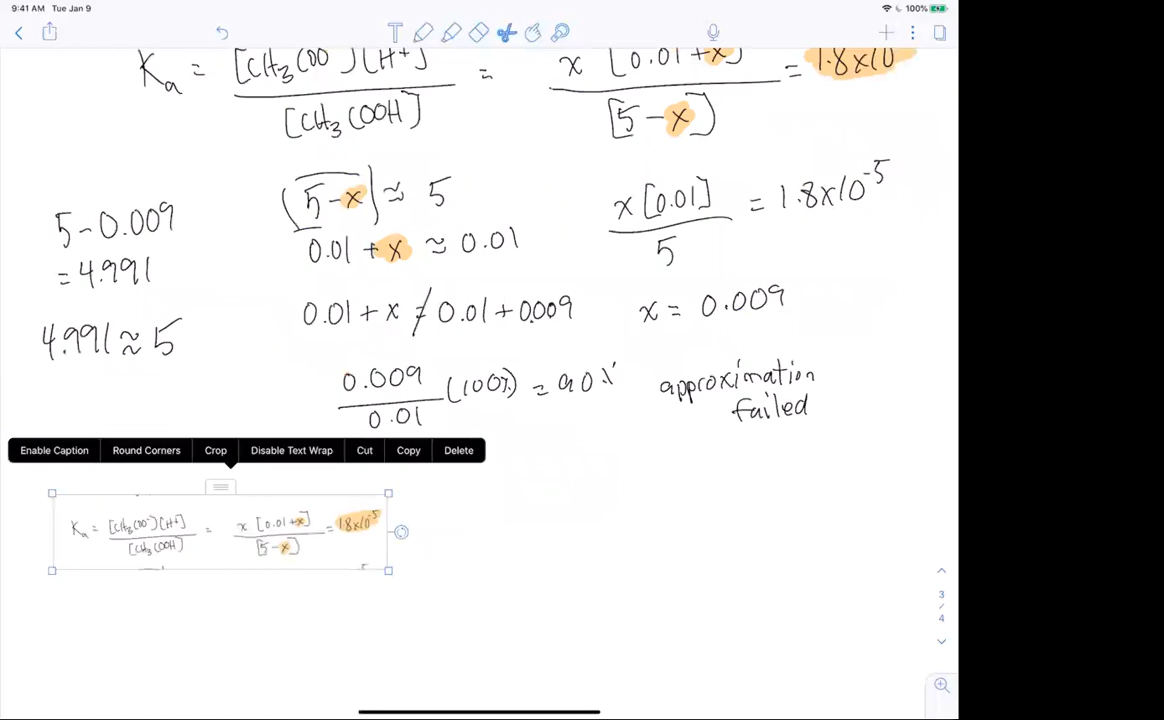 9:41 AM Tue Jan 9
100%
Ka = [CH3COO-][H+] / [CH3COOH] = x [0.01 + x] / [5 - x] = 1.8x10
(5 - x) ≈ 5
x [0.01] / 5 = 1.8x10^-5
5 - 0.009
= 4.991
0.01 + x ≈ 0.01
0.01 + x ≠ 0.01 + 0.009
x = 0.009
4.991 ≈ 5
0.009 / 0.01 (100%) = 90%
approximation
failed
Enable Caption Round Corners Crop Disable Text Wrap Cut Copy Delete
Ka = [CH3COO-][H+] / [CH3COOH] = x [0.01+x] / [5-x] = 1.8x10^-5
3
/
4